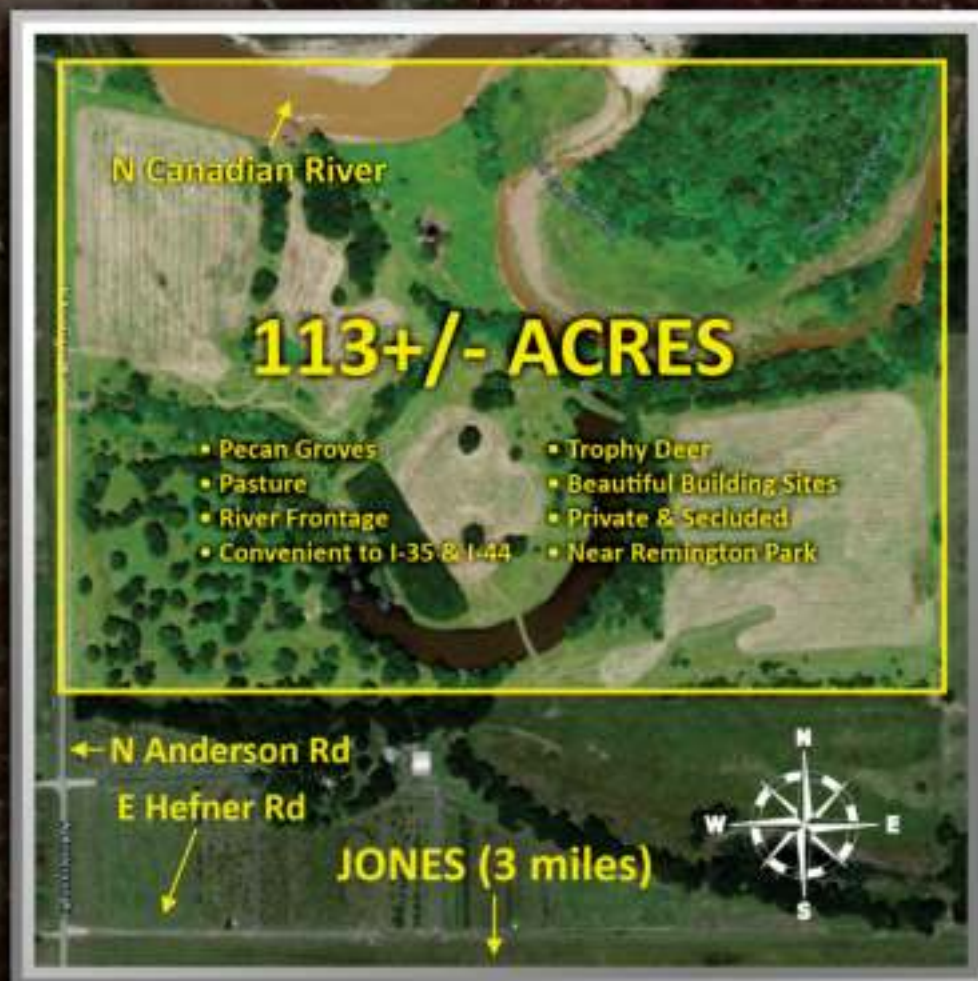 N Canadian River
113+/- ACRES
• Pecan Groves
• Pasture
• River Frontage
• Convenient to I-35 & I-44
• Trophy Deer
• Beautiful Building Sites
• Private & Secluded
• Near Remington Park
N Anderson Rd
E Hefner Rd
JONES (3 miles)
N
W
E
S